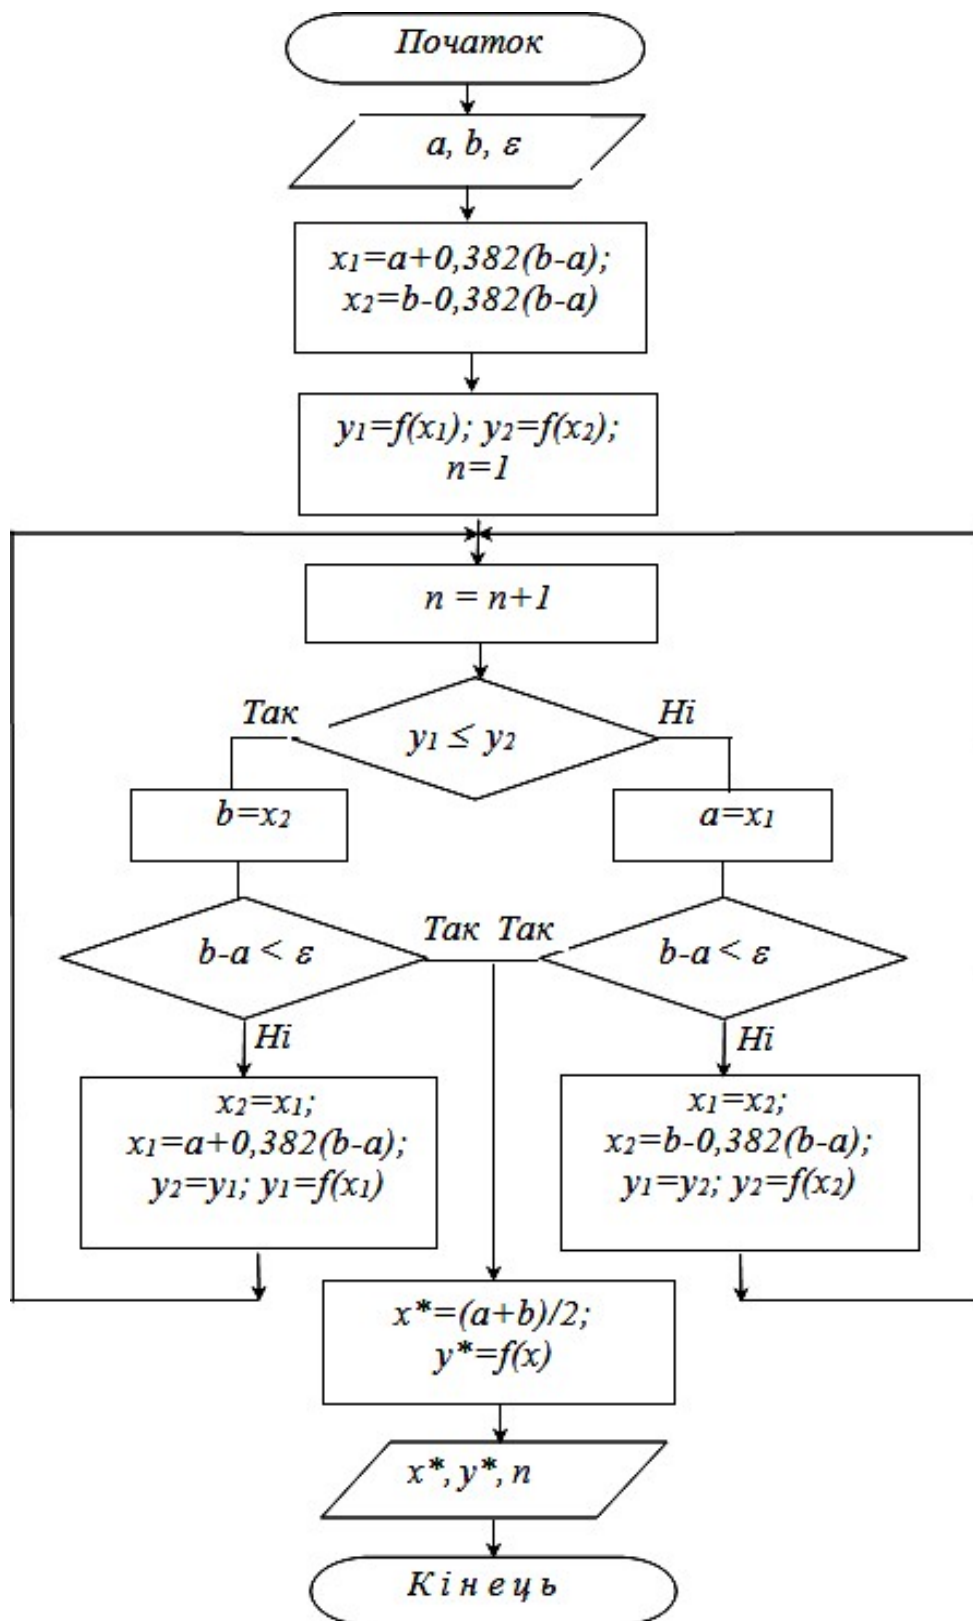 Початок
a, b, ε
x₁=a+0,382(b-a);
x₂=b-0,382(b-a)
y₁=f(x₁); y₂=f(x₂);
n=1
n = n+1
Так
y₁ ≤ y₂
Ні
b=x₂
a=x₁
b-a < ε
Так Так
b-a < ε
Ні
Ні
x₂=x₁;
x₁=a+0,382(b-a);
y₂=y₁; y₁=f(x₁)
x₁=x₂;
x₂=b-0,382(b-a);
y₁=y₂; y₂=f(x₂)
x*=(a+b)/2;
y*=f(x)
x*, y*, n
Кінець